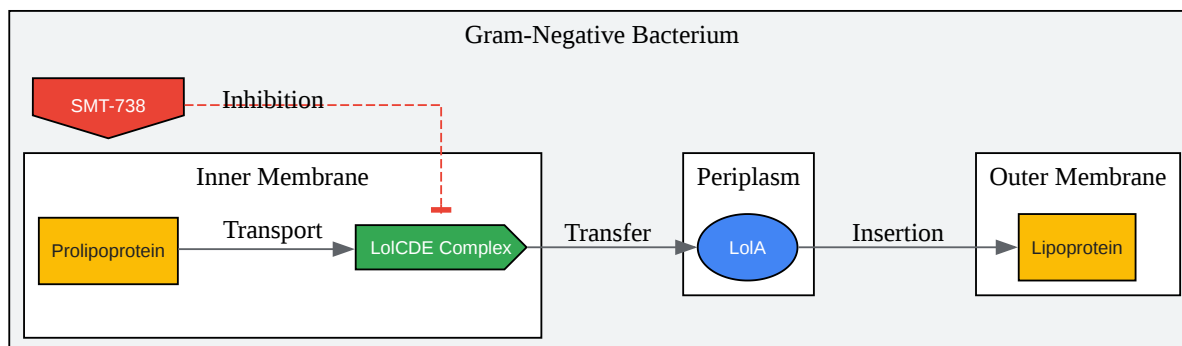 Gram-Negative Bacterium
SMT-738
Inhibition
Inner Membrane
Periplasm
Outer Membrane
Prolipoprotein
Transport
LolCDE Complex
Transfer
LolA
Insertion
Lipoprotein